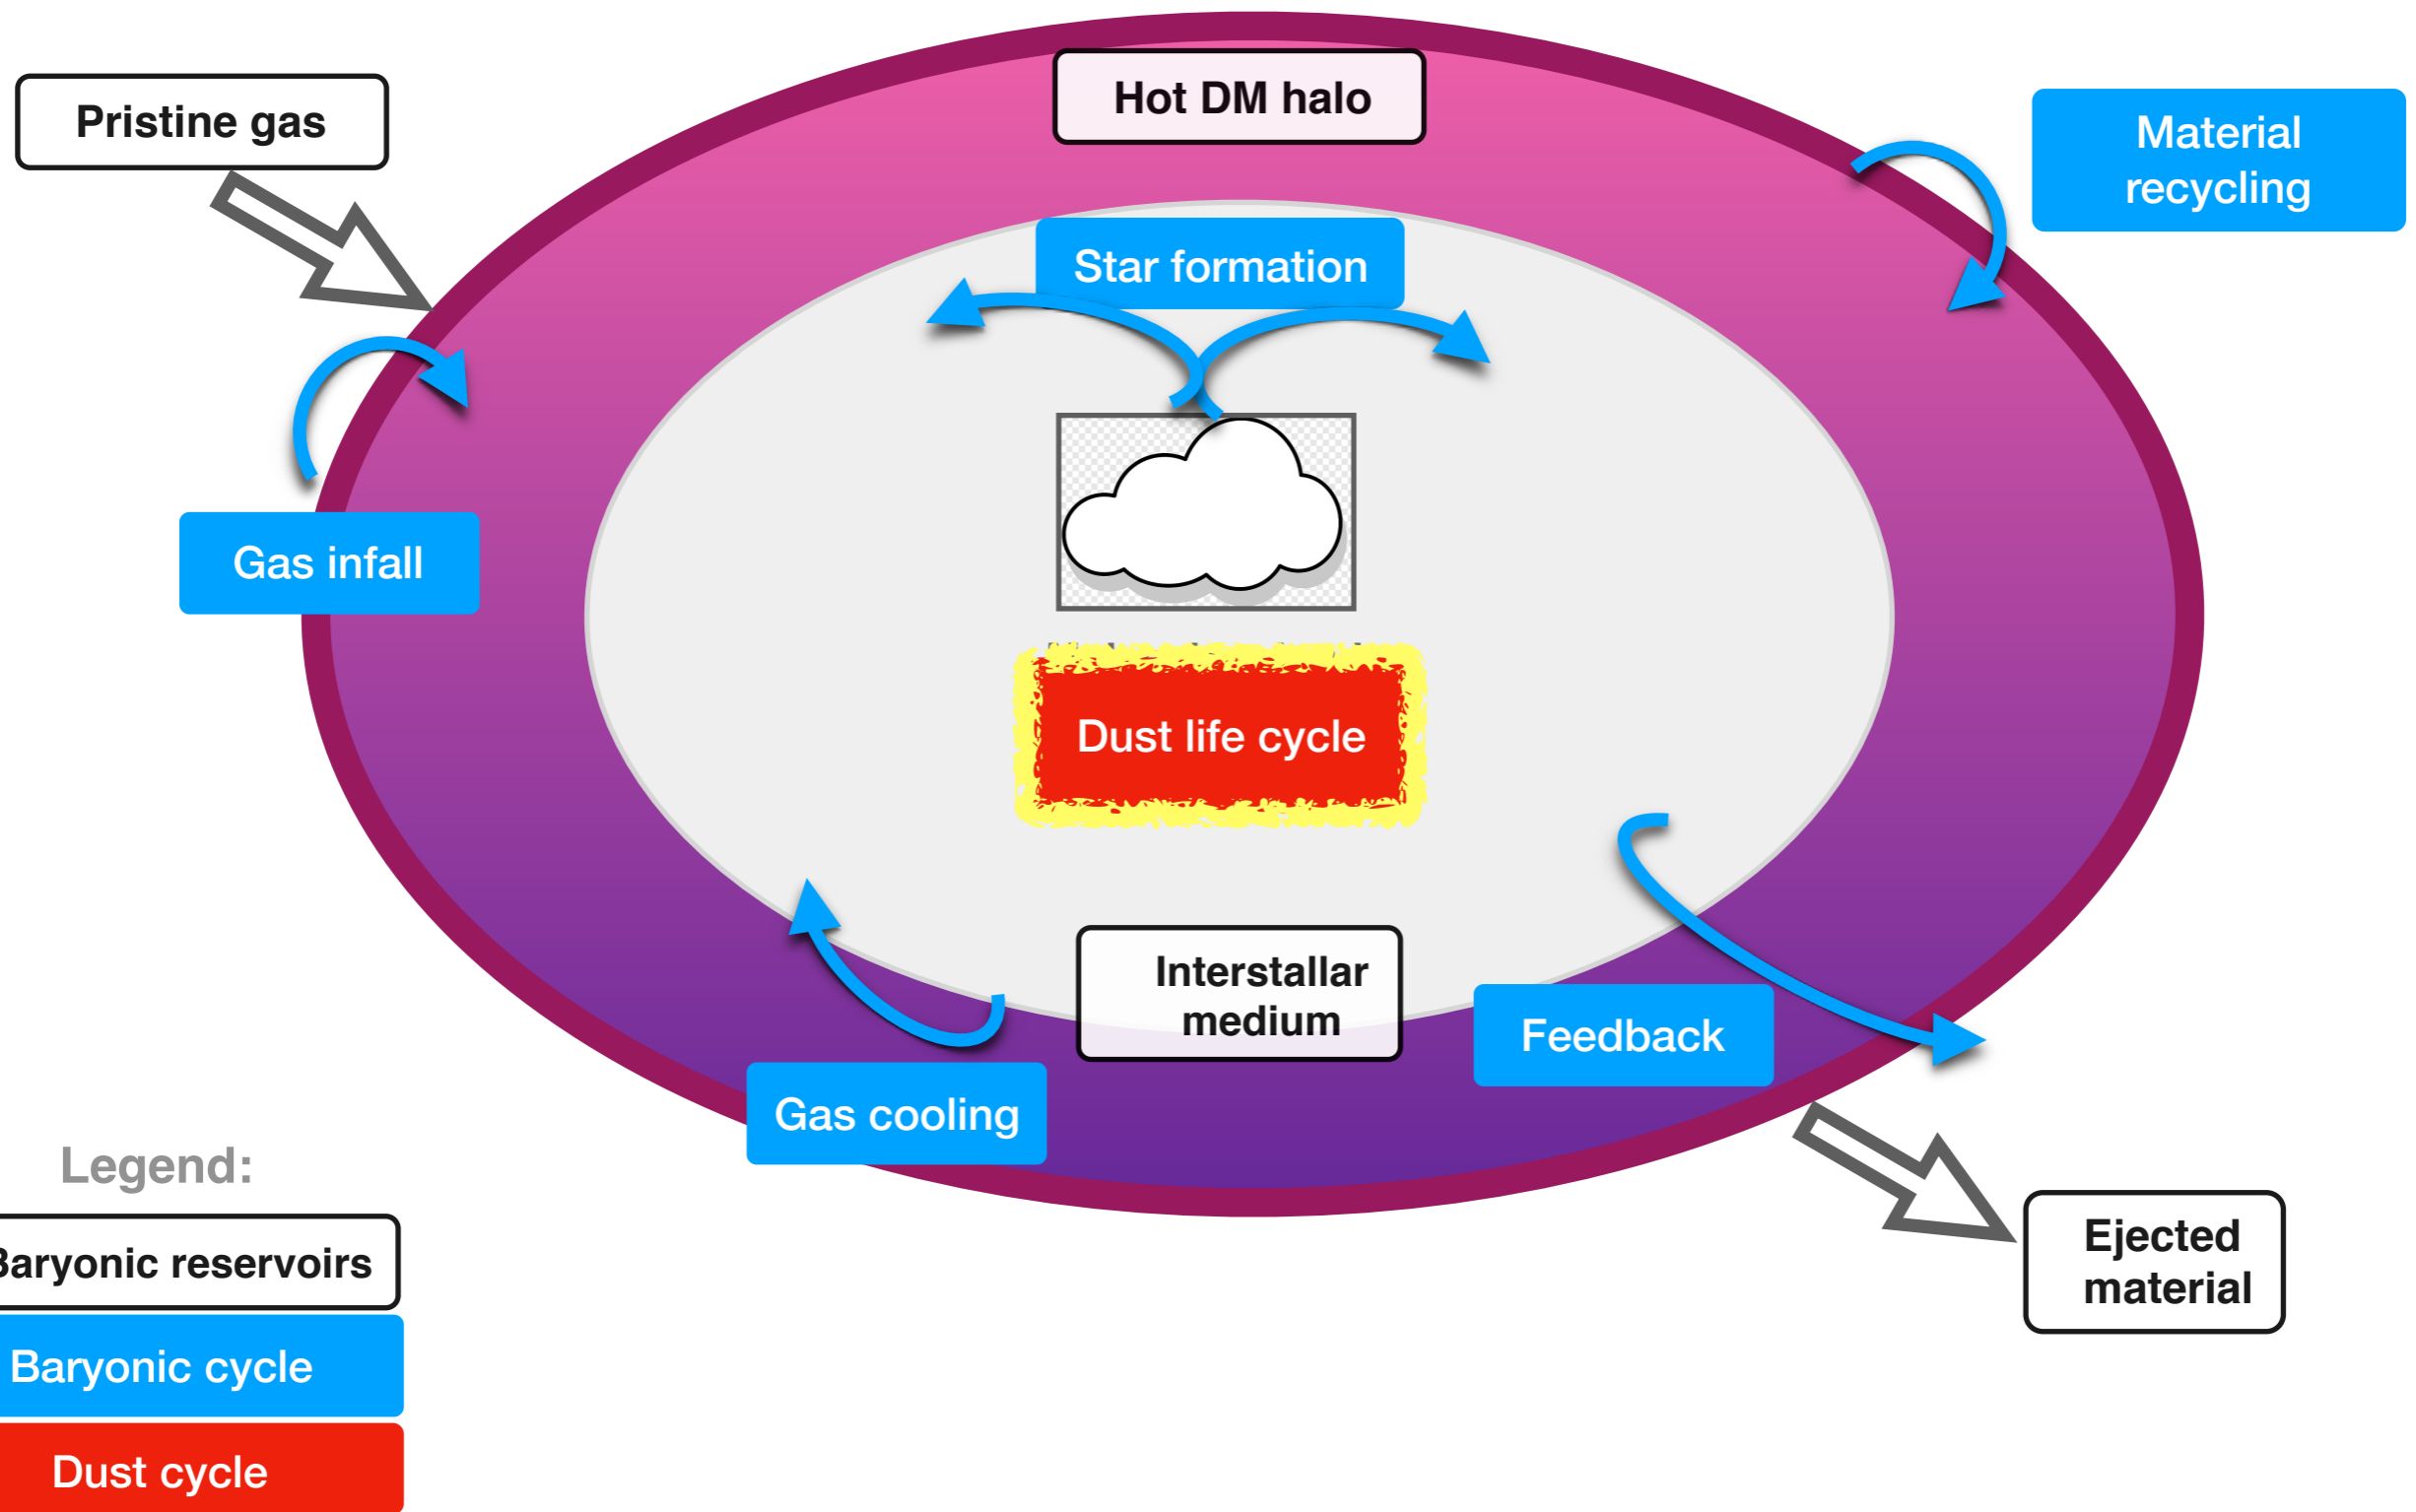 Hot DM halo
Pristine gas
Material
recycling
Star formation
Gas infall
Dust life cycle
Interstallar
medium
Feedback
Gas cooling
Legend:
Baryonic reservoirs
Ejected
material
Baryonic cycle
Dust cycle